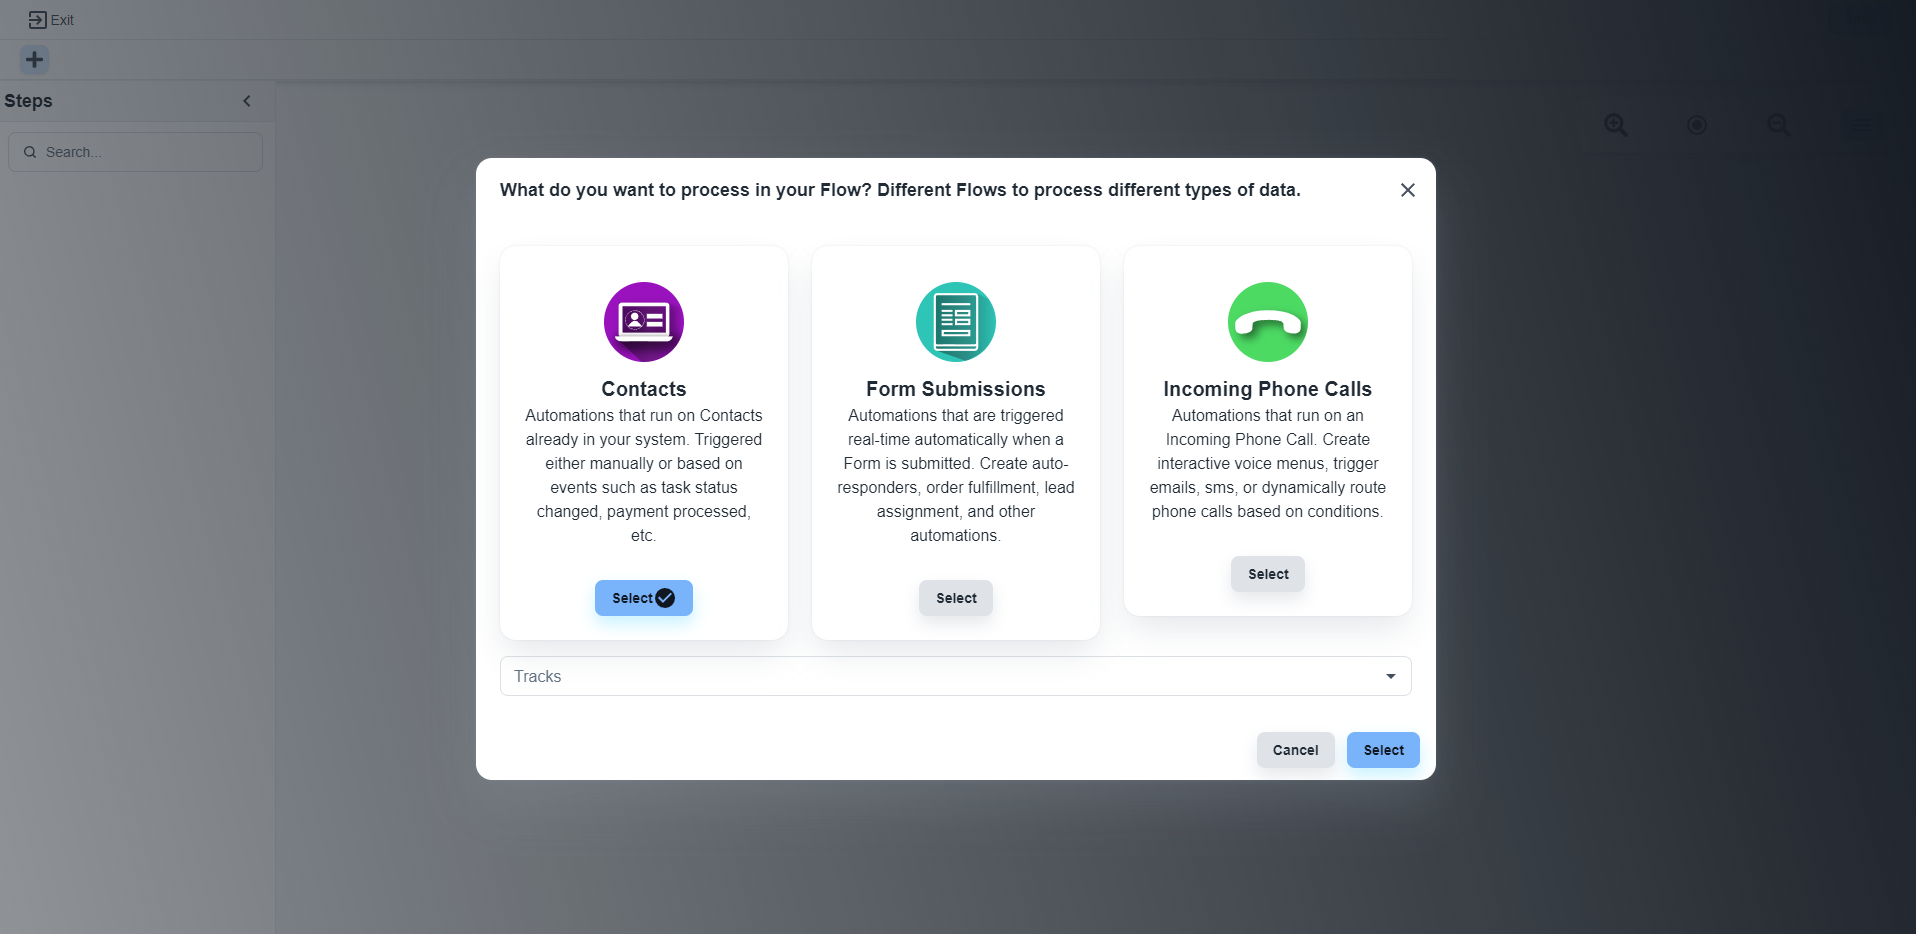 Exit
Steps
Search...
What do you want to process in your Flow? Different Flows to process different types of data.
Contacts
Automations that run on Contacts
already in your system. Triggered
either manually or based on
events such as task status
changed, payment processed,
etc.
Select
Form Submissions
Automations that are triggered
real-time automatically when a
Form is submitted. Create auto-
responders, order fulfillment, lead
assignment, and other
automations.
Select
Incoming Phone Calls
Automations that run on an
Incoming Phone Call. Create
interactive voice menus, trigger
emails, sms, or dynamically route
phone calls based on conditions.
Select
Tracks
Cancel
Select